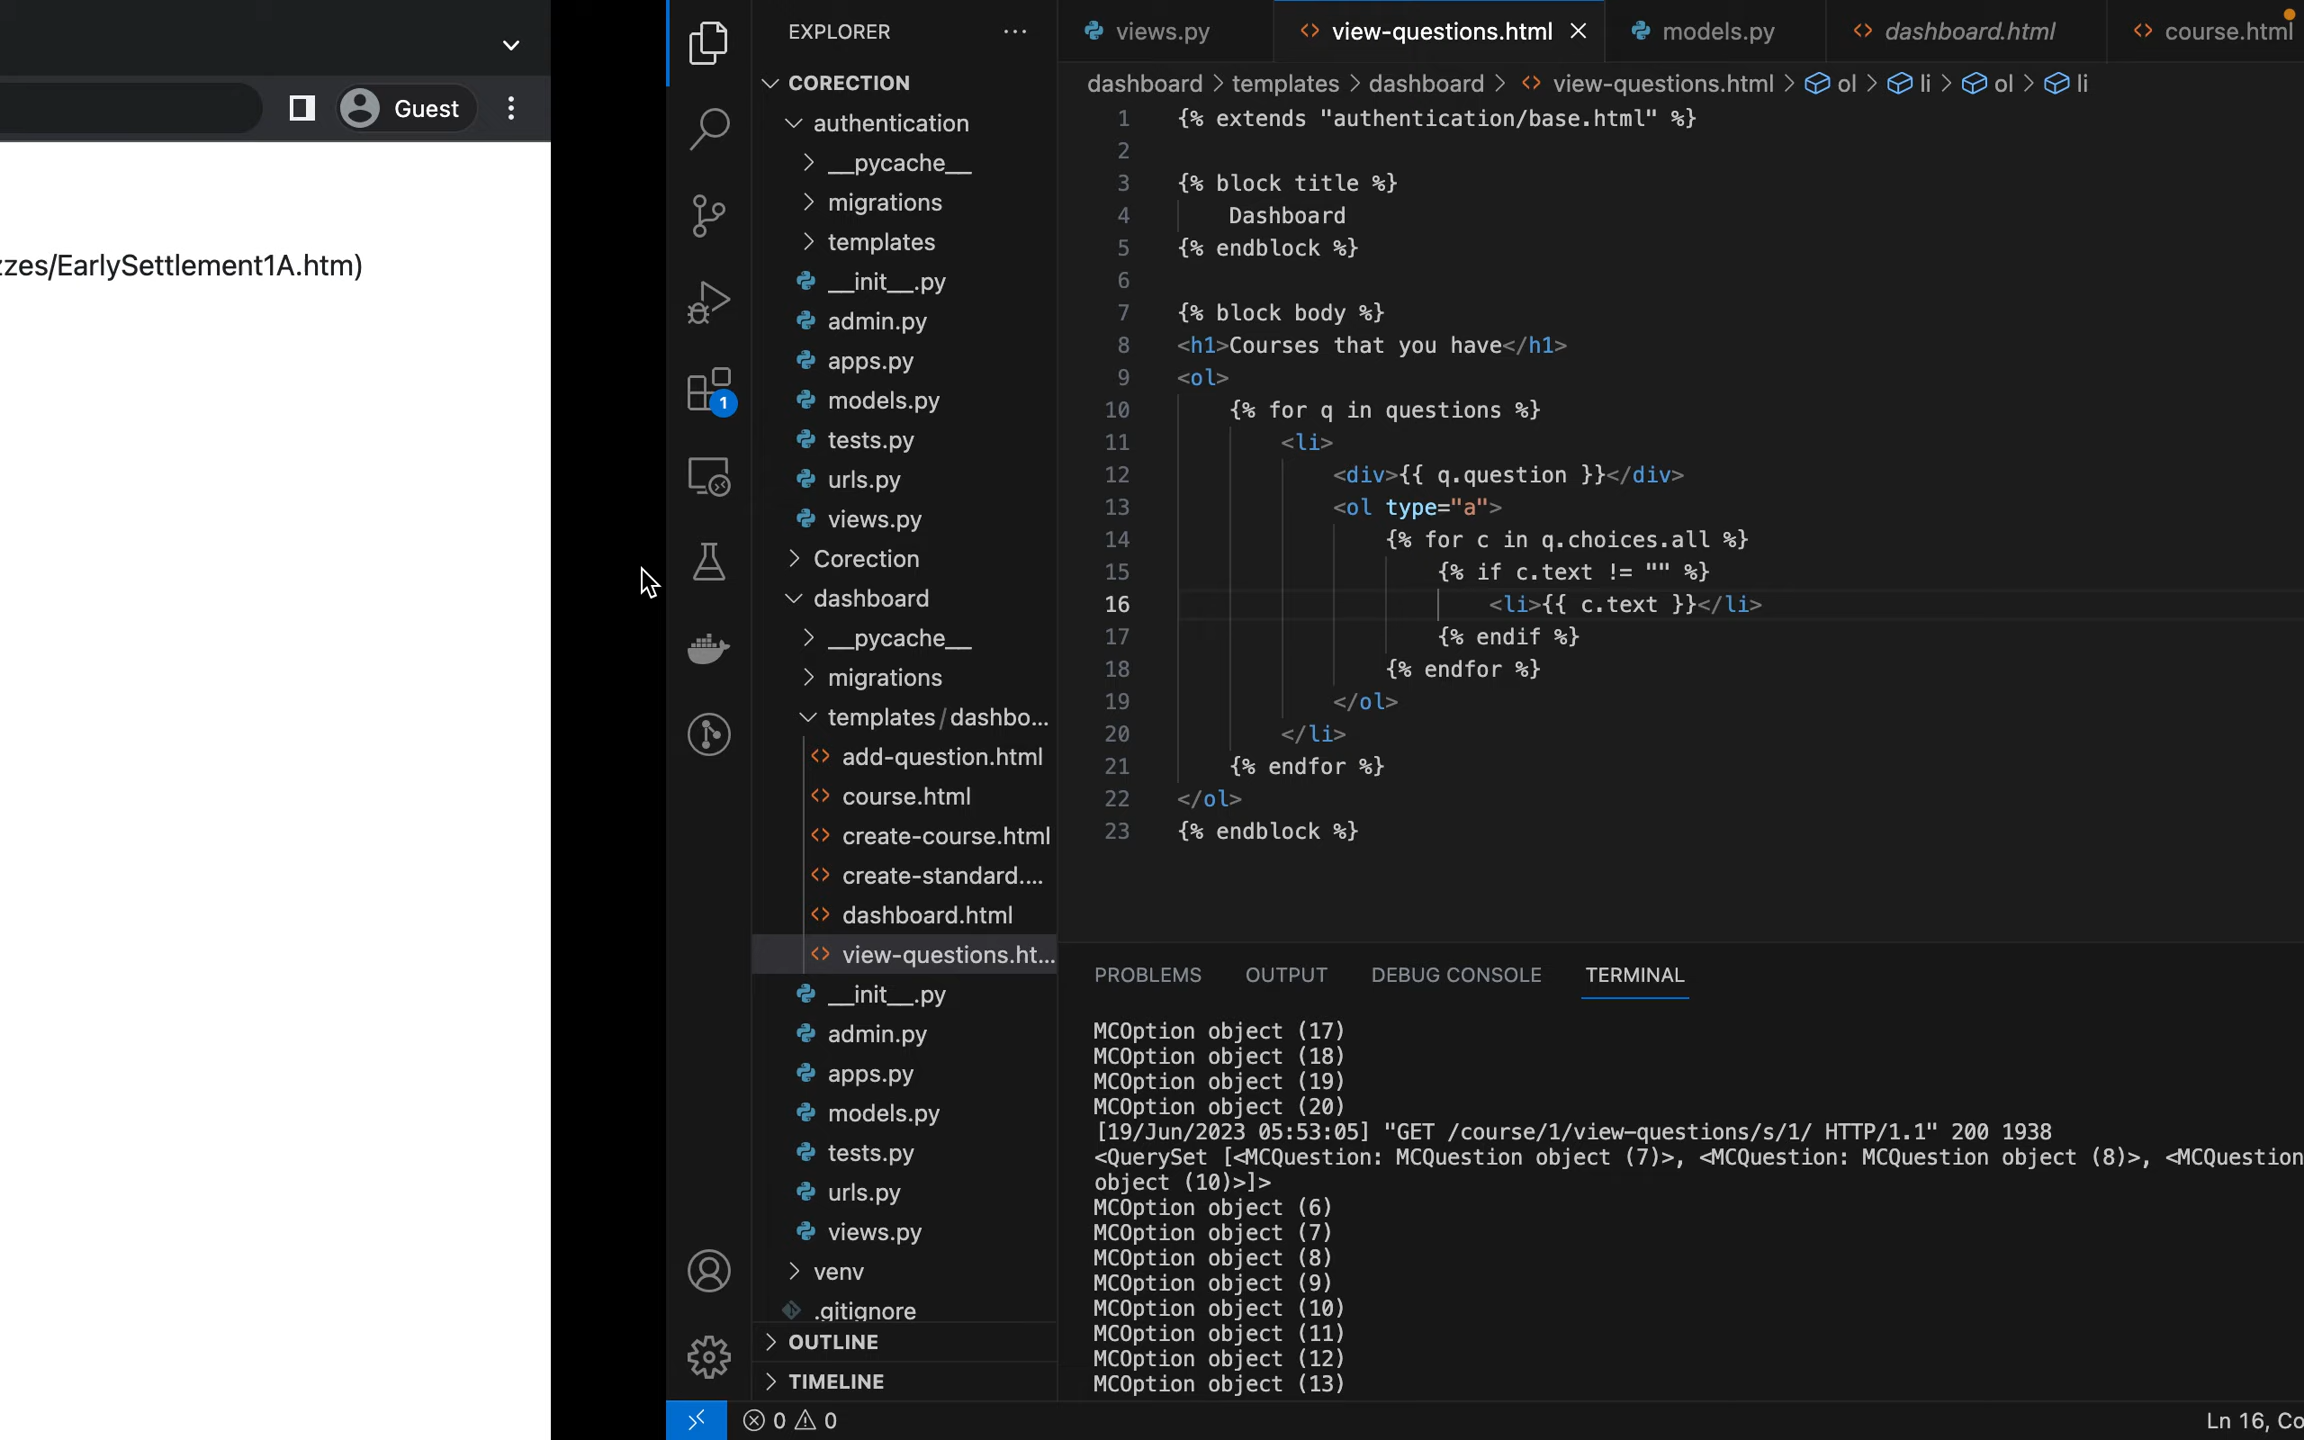 Guest
zes/EarlySettlement1A.htm)
EXPLORER
CORECTION
authentication
__pycache__
migrations
templates
__init__.py
admin.py
apps.py
models.py
tests.py
urls.py
views.py
Corection
dashboard
__pycache__
migrations
templates/dashbo...
add-question.html
course.html
create-course.html
create-standard....
dashboard.html
view-questions.ht...
__init__.py
admin.py
apps.py
models.py
tests.py
urls.py
views.py
venv
.gitignore
OUTLINE
TIMELINE
1
views.py
view-questions.html
models.py
dashboard.html
course.html
dashboard > templates > dashboard > view-questions.html > ol > li > ol > li
1 {% extends "authentication/base.html" %}
2
3 {% block title %}
4 Dashboard
5 {% endblock %}
6
7 {% block body %}
8 <h1>Courses that you have</h1>
9 <ol>
10 {% for q in questions %}
11 <li>
12 <div>{{ q.question }}</div>
13 <ol type="a">
14 {% for c in q.choices.all %}
15 {% if c.text != "" %}
16 <li>{{ c.text }}</li>
17 {% endif %}
18 {% endfor %}
19 </ol>
20 </li>
21 {% endfor %}
22 </ol>
23 {% endblock %}
PROBLEMS OUTPUT DEBUG CONSOLE TERMINAL
MCOption object (17)
MCOption object (18)
MCOption object (19)
MCOption object (20)
[19/Jun/2023 05:53:05] "GET /course/1/view-questions/s/1/ HTTP/1.1" 200 1938
<QuerySet [<MCQuestion: MCQuestion object (7)>, <MCQuestion: MCQuestion object (8)>, <MCQuestion
object (10)>]>
MCOption object (6)
MCOption object (7)
MCOption object (8)
MCOption object (9)
MCOption object (10)
MCOption object (11)
MCOption object (12)
MCOption object (13)
0 0
Ln 16, Co